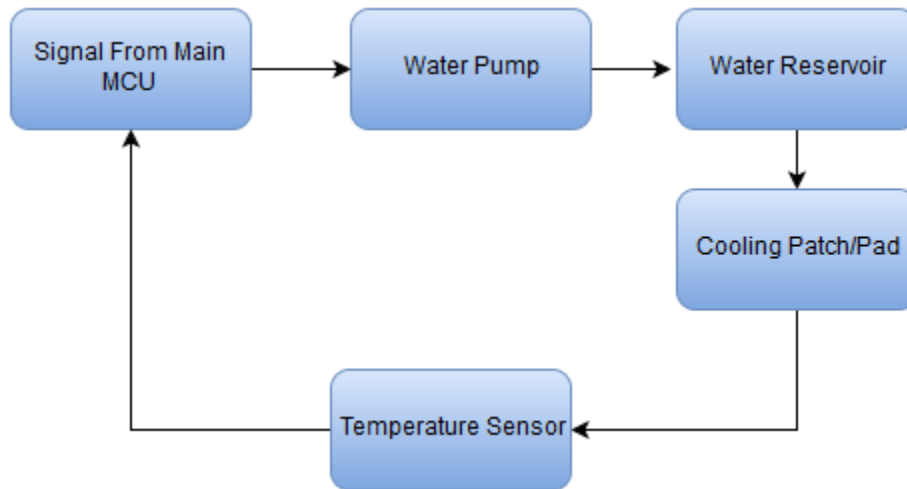 Signal From Main
MCU
Water Pump
Water Reservoir
Cooling Patch/Pad
Temperature Sensor